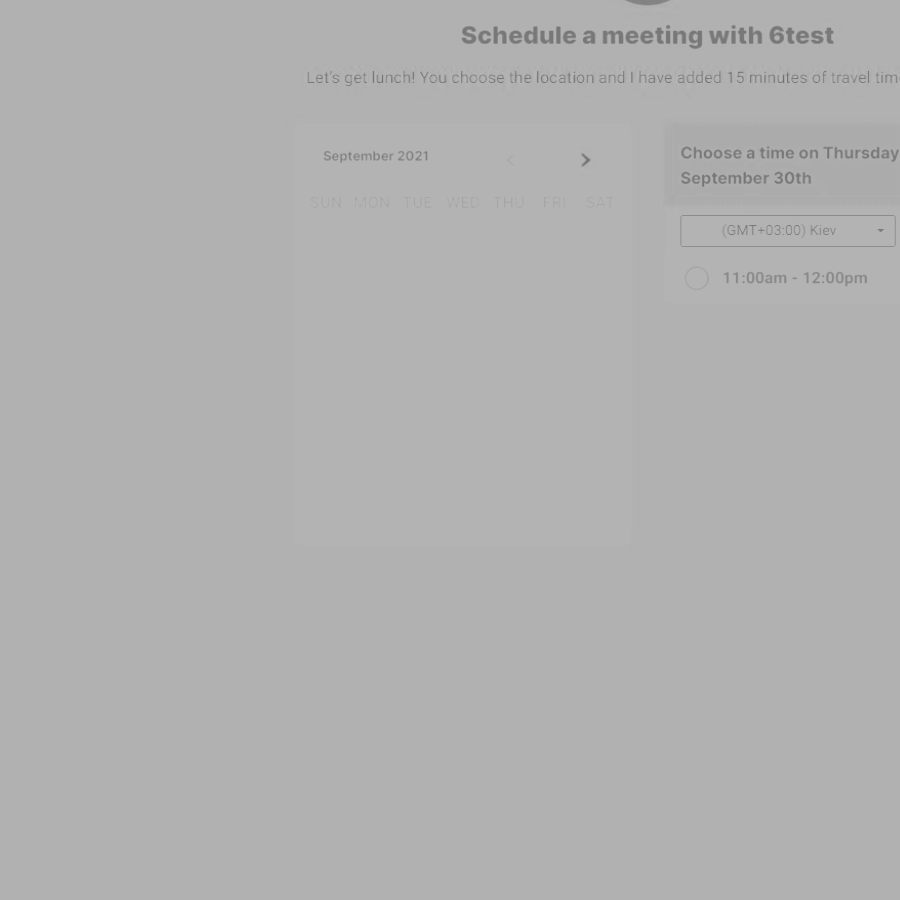 Schedule a meeting with 6test
Let's get lunch! You choose the location and I have added 15 minutes of travel
September 2021
SUN MON TUE WED THU FRI SAT
Choose a time on Thursday
September 30th
(GMT+03:00) Kiev
11:00am - 12:00pm